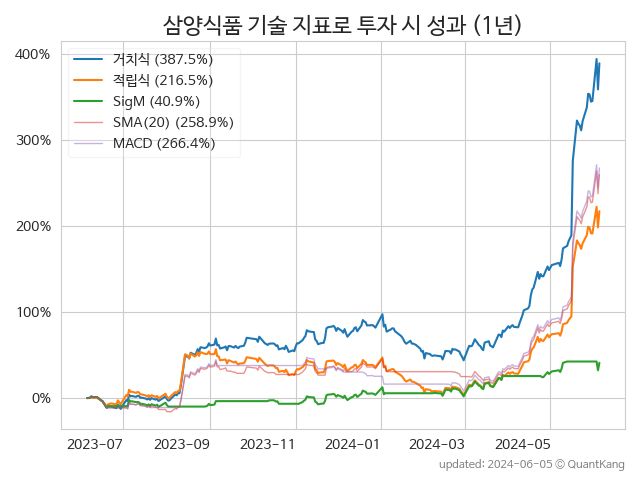 삼양식품 기술 지표로 투자 시 성과 (1년)
400%
300%
200%
100%
0%
거치식 (387.5%)
적립식 (216.5%)
SigM (40.9%)
SMA(20) (258.9%)
MACD (266.4%)
2023-07
2023-09
2023-11
2024-01
2024-03
2024-05
updated: 2024-06-05 © QuantKang